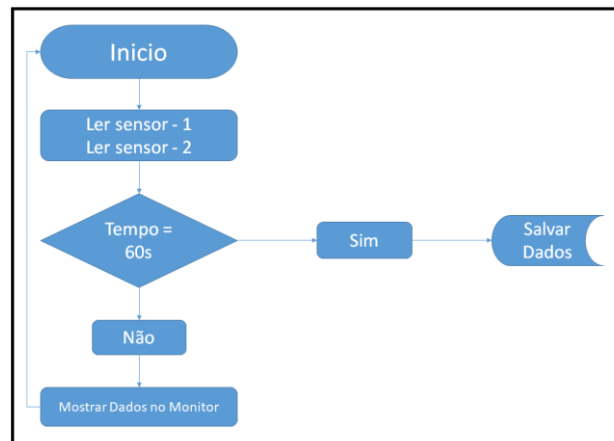 Inicio
Ler sensor - 1
Ler sensor - 2
Tempo =
60s
Sim
Salvar
Dados
Não
Mostrar Dados no Monitor